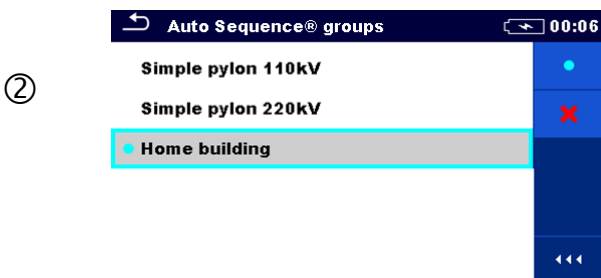 Auto Sequence® groups 00:06
②
Simple pylon 110kV
Simple pylon 220kV
Home building